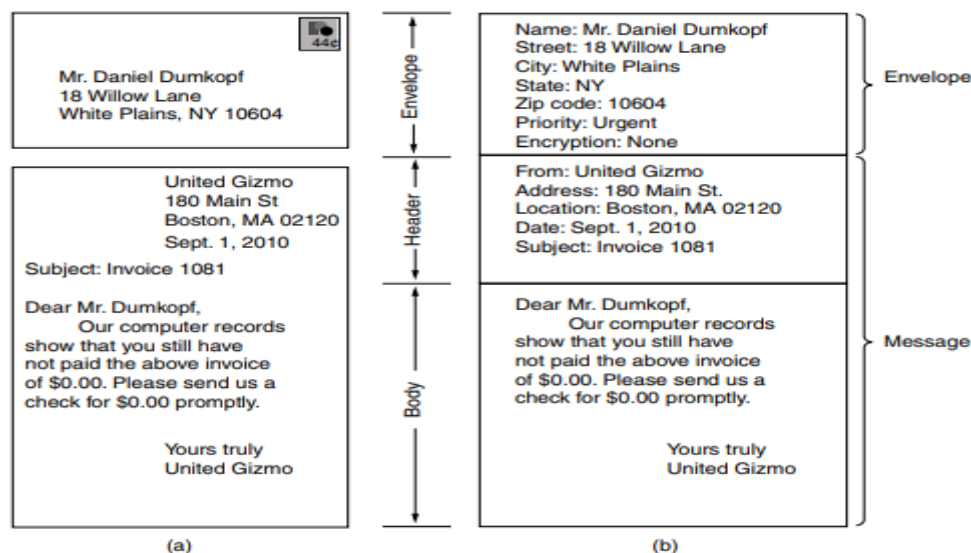 44¢
Mr. Daniel Dumkopf
18 Willow Lane
White Plains, NY 10604
United Gizmo
180 Main St
Boston, MA 02120
Sept. 1, 2010
Subject: Invoice 1081
Dear Mr. Dumkopf,
Our computer records
show that you still have
not paid the above invoice
of $0.00. Please send us a
check for $0.00 promptly.
Yours truly
United Gizmo
(a)
Envelope
Header
Body
Name: Mr. Daniel Dumkopf
Street: 18 Willow Lane
City: White Plains
State: NY
Zip code: 10604
Priority: Urgent
Encryption: None
From: United Gizmo
Address: 180 Main St.
Location: Boston, MA 02120
Date: Sept. 1, 2010
Subject: Invoice 1081
Dear Mr. Dumkopf,
Our computer records
show that you still have
not paid the above invoice
of $0.00. Please send us a
check for $0.00 promptly.
Yours truly
United Gizmo
(b)
Envelope
Message